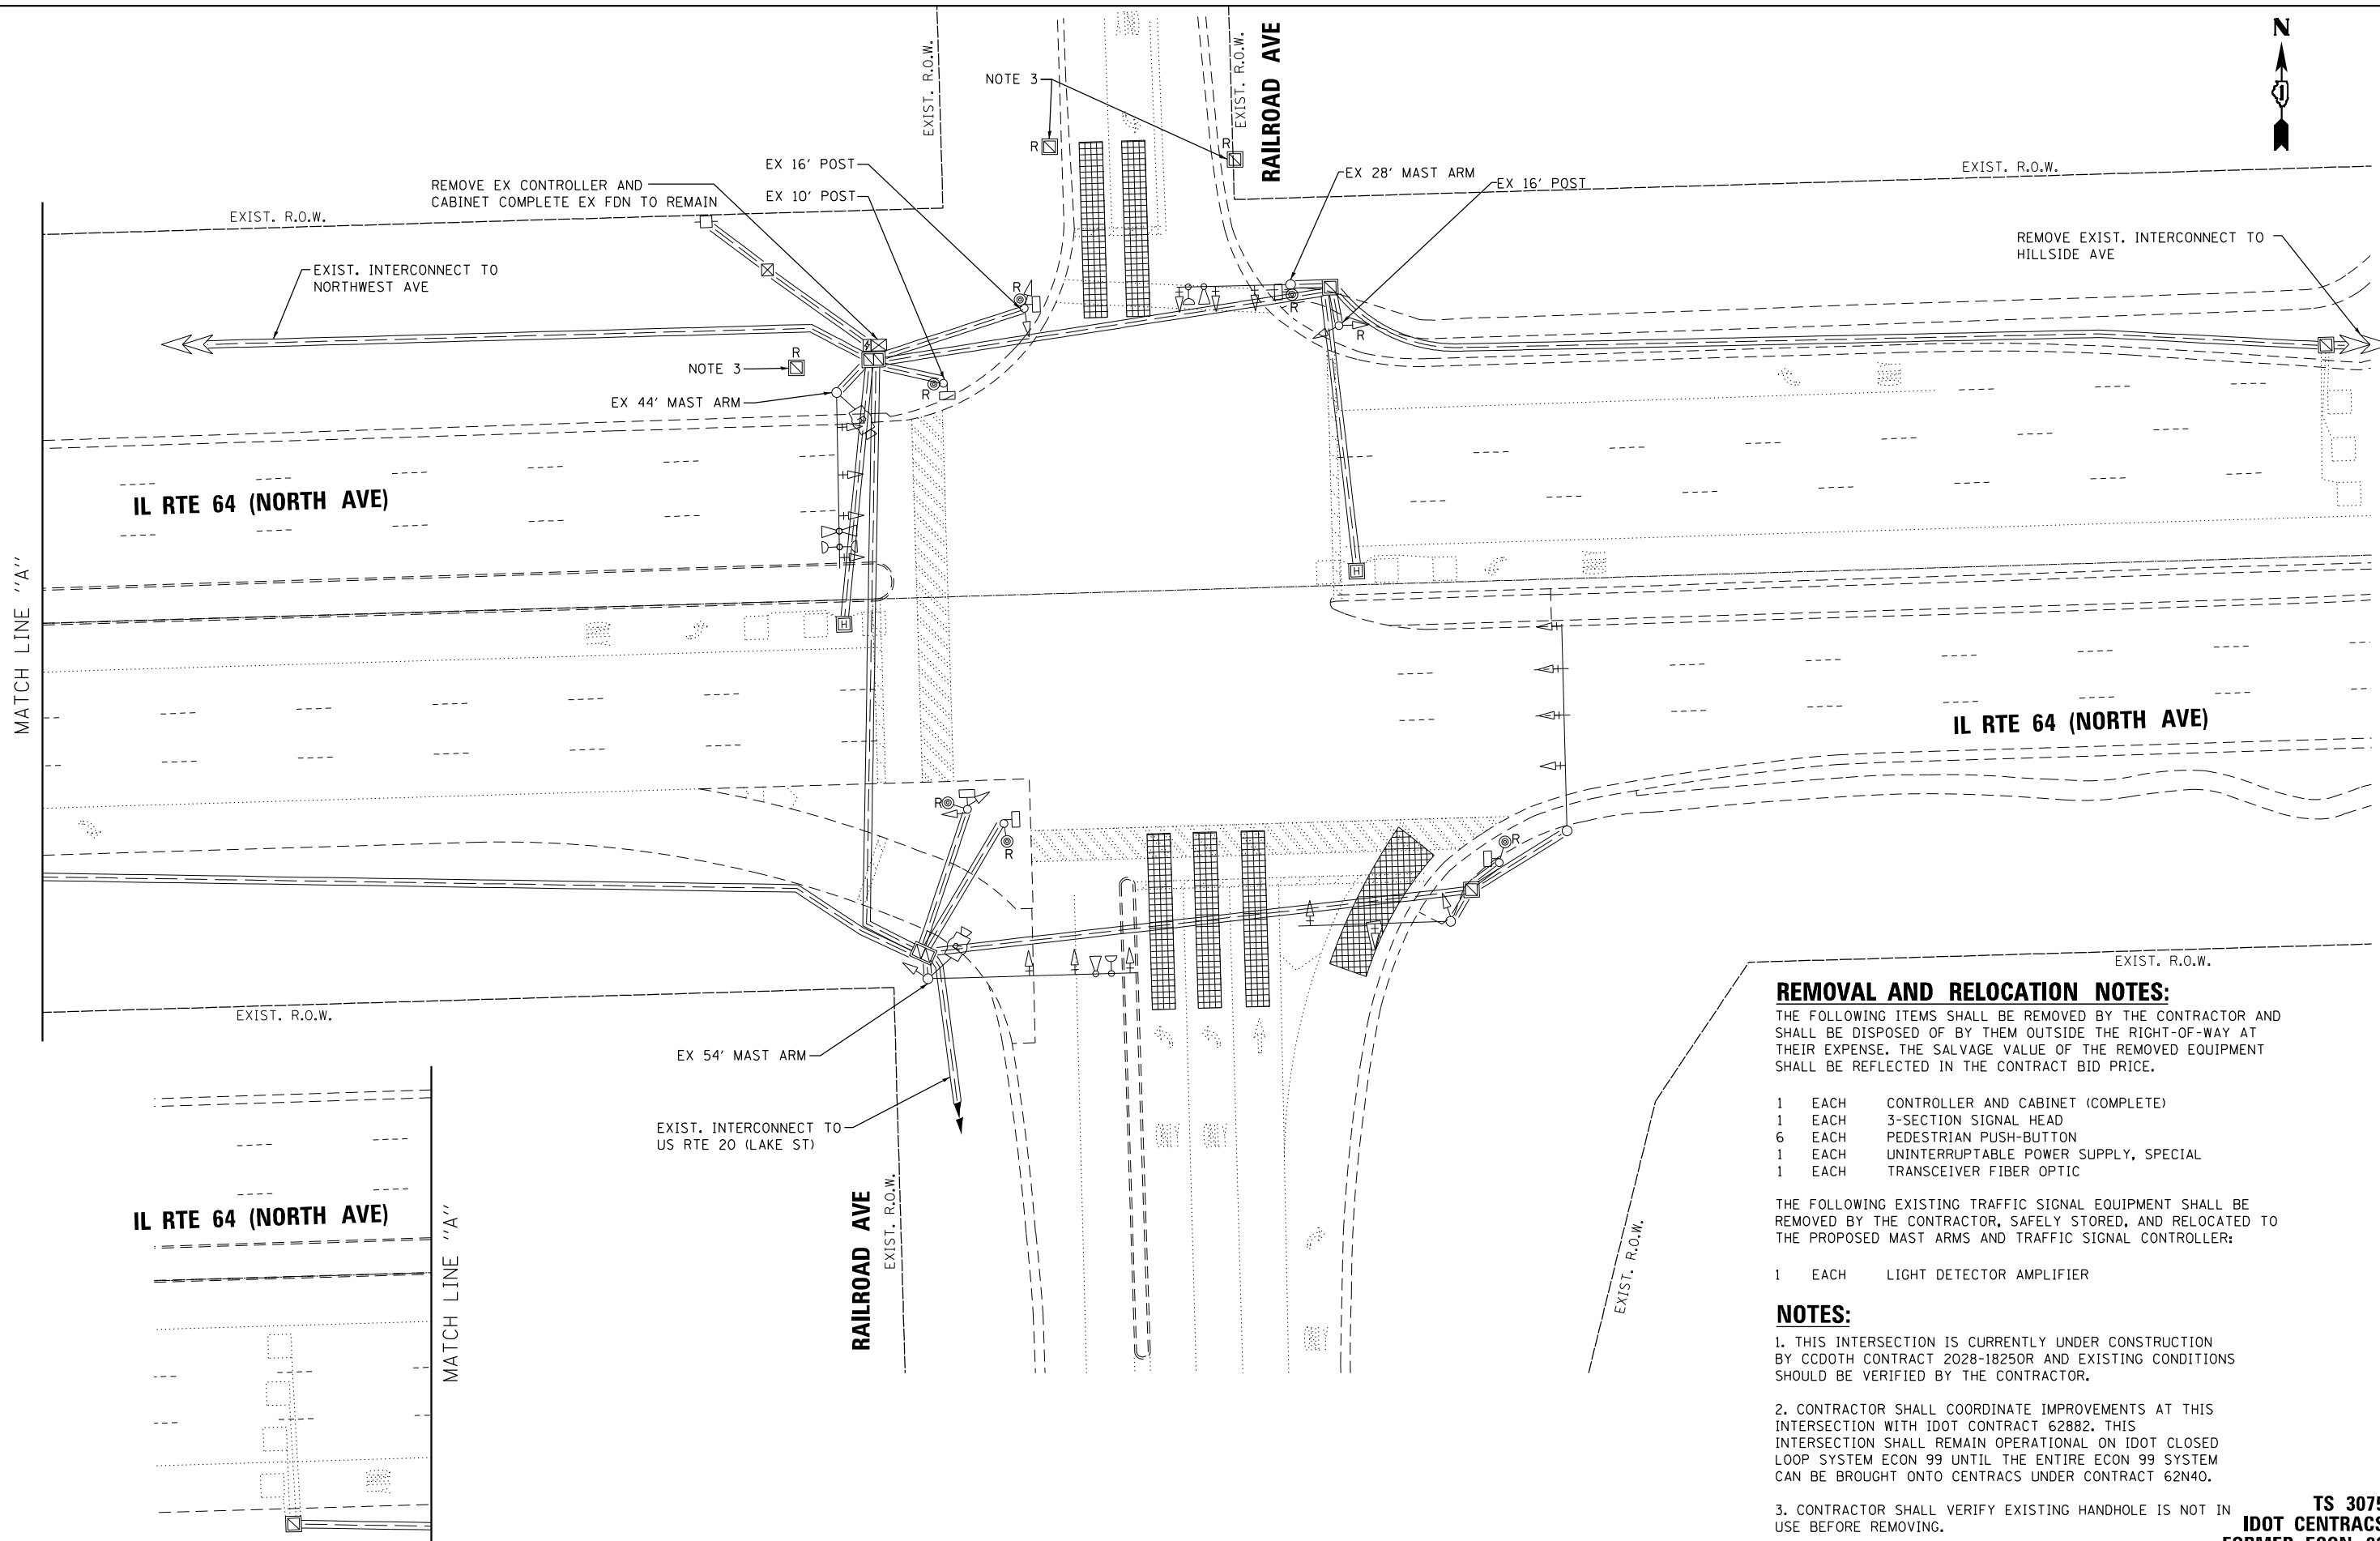 N
1
RAILROAD AVE
EXIST. R.O.W.
EXIST. R.O.W.
NOTE 3
R
R
EX 16' POST
EX 10' POST
REMOVE EX CONTROLLER AND
CABINET COMPLETE EX FDN TO REMAIN
EXIST. R.O.W.
EX 28' MAST ARM
EX 16' POST
EXIST. R.O.W.
REMOVE EXIST. INTERCONNECT TO
HILLSIDE AVE
EXIST. INTERCONNECT TO
NORTHWEST AVE
R
R
R
R
NOTE 3
R
EX 44' MAST ARM
IL RTE 64 (NORTH AVE)
MATCH LINE "A"
H
H
IL RTE 64 (NORTH AVE)
R
R
R
EXIST. R.O.W.
EXIST. R.O.W.
EX 54' MAST ARM
EXIST. INTERCONNECT TO
US RTE 20 (LAKE ST)
RAILROAD AVE
EXIST. R.O.W.
EXIST. R.O.W.
IL RTE 64 (NORTH AVE)
MATCH LINE "A"
REMOVAL AND RELOCATION NOTES:
THE FOLLOWING ITEMS SHALL BE REMOVED BY THE CONTRACTOR AND
SHALL BE DISPOSED OF BY THEM OUTSIDE THE RIGHT-OF-WAY AT
THEIR EXPENSE. THE SALVAGE VALUE OF THE REMOVED EQUIPMENT
SHALL BE REFLECTED IN THE CONTRACT BID PRICE.
1 EACH CONTROLLER AND CABINET (COMPLETE)
1 EACH 3-SECTION SIGNAL HEAD
6 EACH PEDESTRIAN PUSH-BUTTON
1 EACH UNINTERRUPTABLE POWER SUPPLY, SPECIAL
1 EACH TRANSCEIVER FIBER OPTIC
THE FOLLOWING EXISTING TRAFFIC SIGNAL EQUIPMENT SHALL BE
REMOVED BY THE CONTRACTOR, SAFELY STORED, AND RELOCATED TO
THE PROPOSED MAST ARMS AND TRAFFIC SIGNAL CONTROLLER:
1 EACH LIGHT DETECTOR AMPLIFIER
NOTES:
1. THIS INTERSECTION IS CURRENTLY UNDER CONSTRUCTION
BY CCDOTH CONTRACT 2028-18250R AND EXISTING CONDITIONS
SHOULD BE VERIFIED BY THE CONTRACTOR.
2. CONTRACTOR SHALL COORDINATE IMPROVEMENTS AT THIS
INTERSECTION WITH IDOT CONTRACT 62882. THIS
INTERSECTION SHALL REMAIN OPERATIONAL ON IDOT CLOSED
LOOP SYSTEM ECON 99 UNTIL THE ENTIRE ECON 99 SYSTEM
CAN BE BROUGHT ONTO CENTRACS UNDER CONTRACT 62N40.
3. CONTRACTOR SHALL VERIFY EXISTING HANDHOLE IS NOT IN
USE BEFORE REMOVING.
TS 3075
IDOT CENTRACS
FORMER ECON